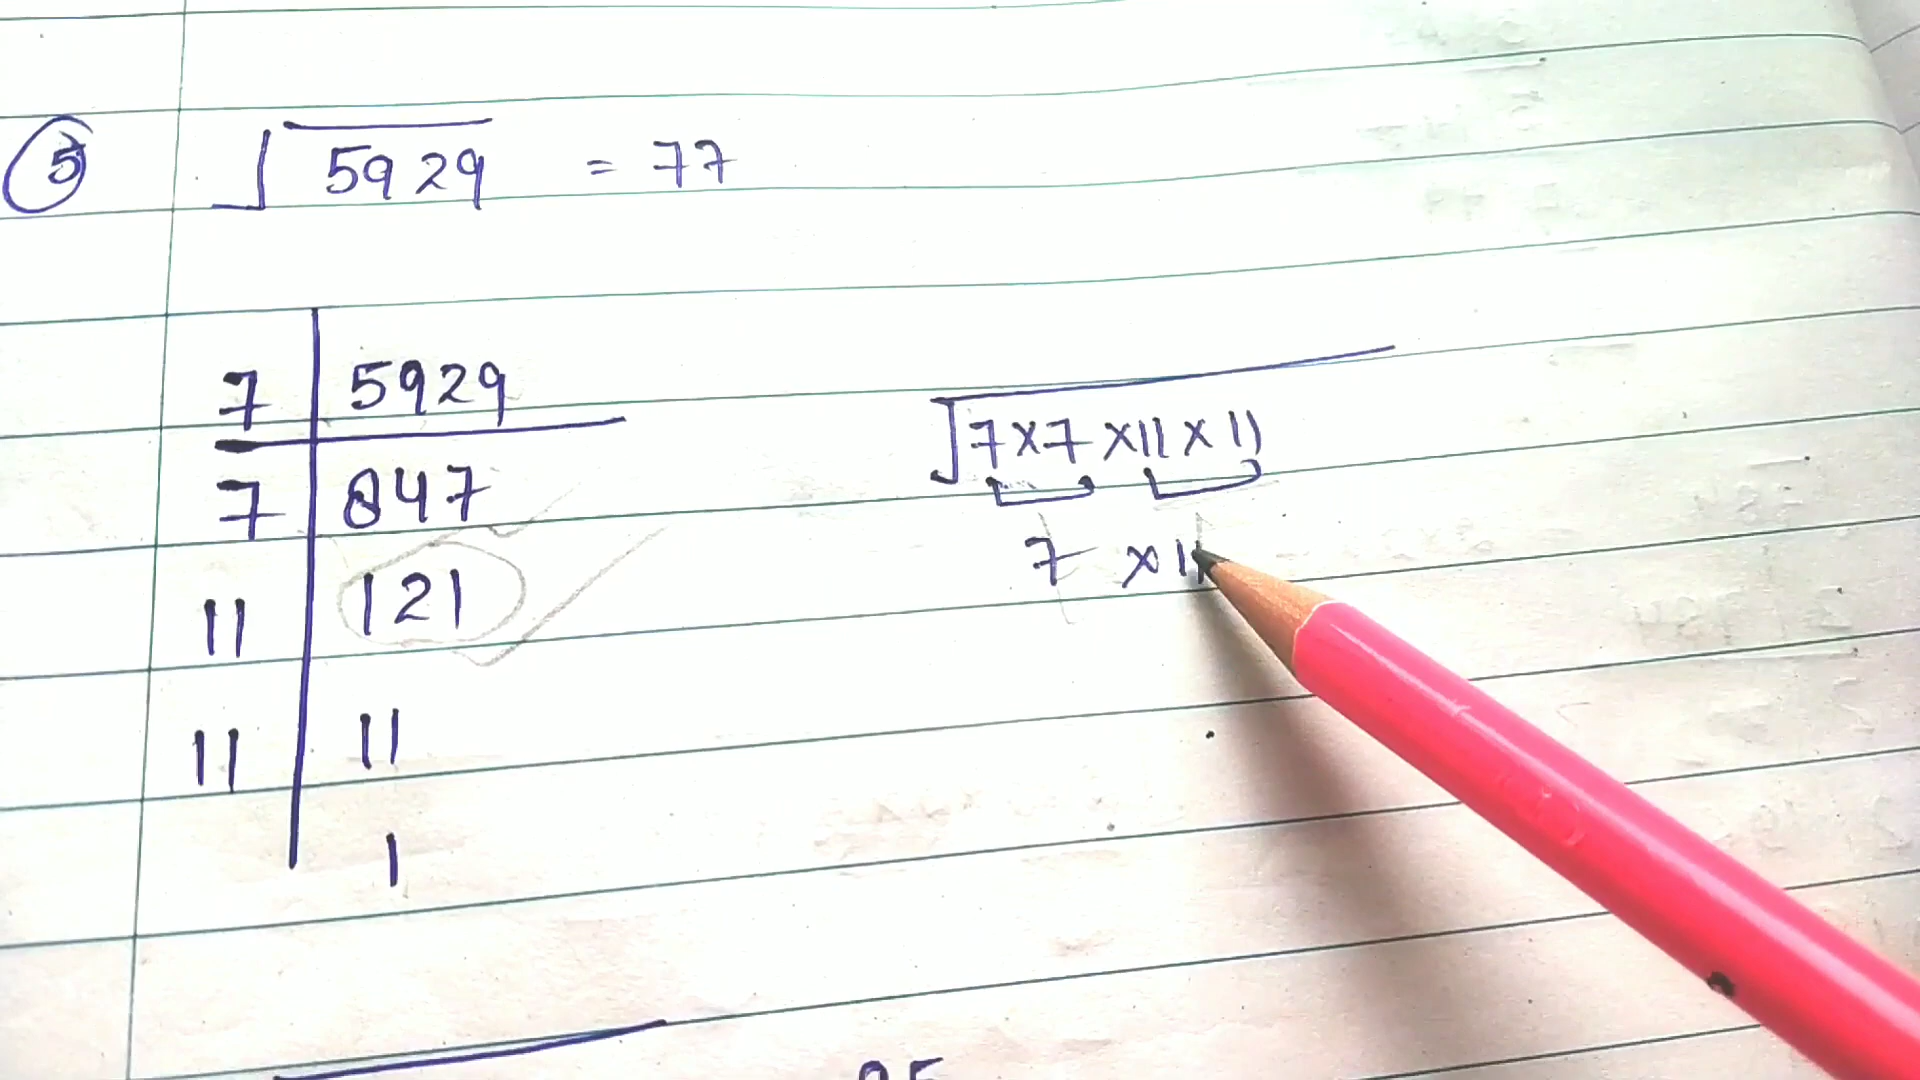 5 √5929 = 77
7 | 5929
7 | 847
11 | 121
11 | 11
1
√7×7×11×11
7 × 11